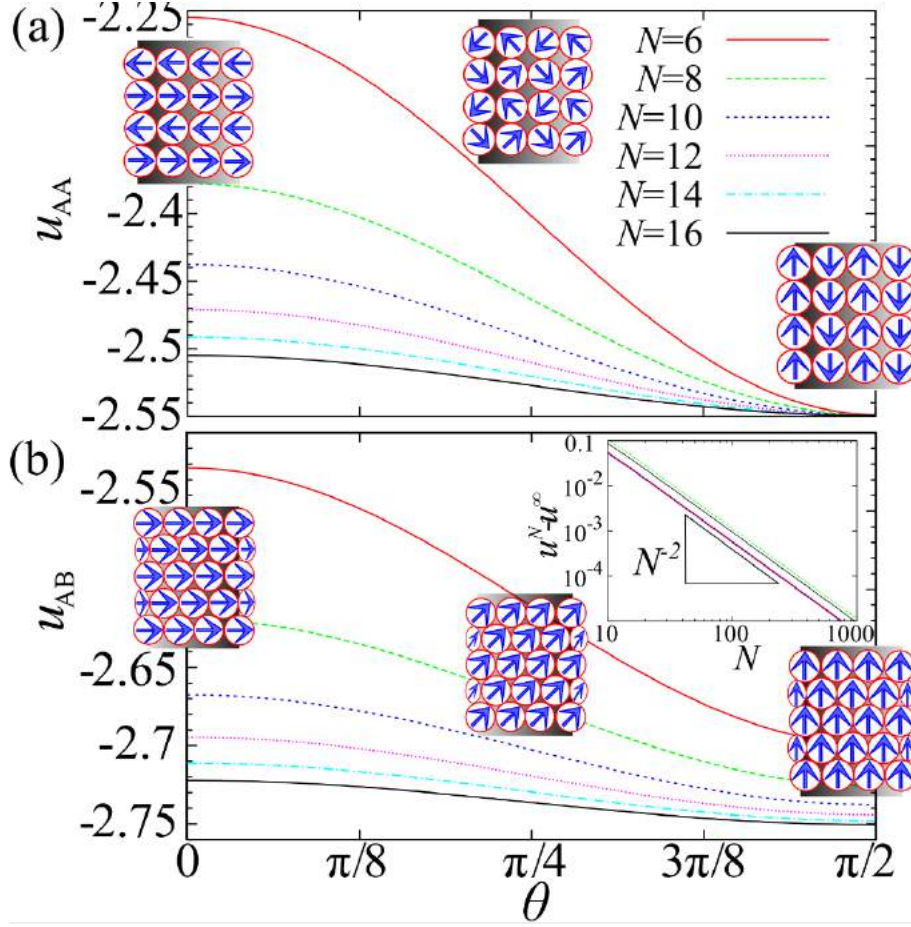 (a)
-2.25
N=6
N=8
N=10
N=12
N=14
N=16
-2.4
-2.45
-2.5
-2.55
u_AA
(b)
-2.55
-2.65
-2.7
-2.75
u_AB
0.1
10^-2
10^-3
10^-4
u^N-u^∞
N^-2
10
100
1000
N
0
π/8
π/4
3π/8
π/2
θ